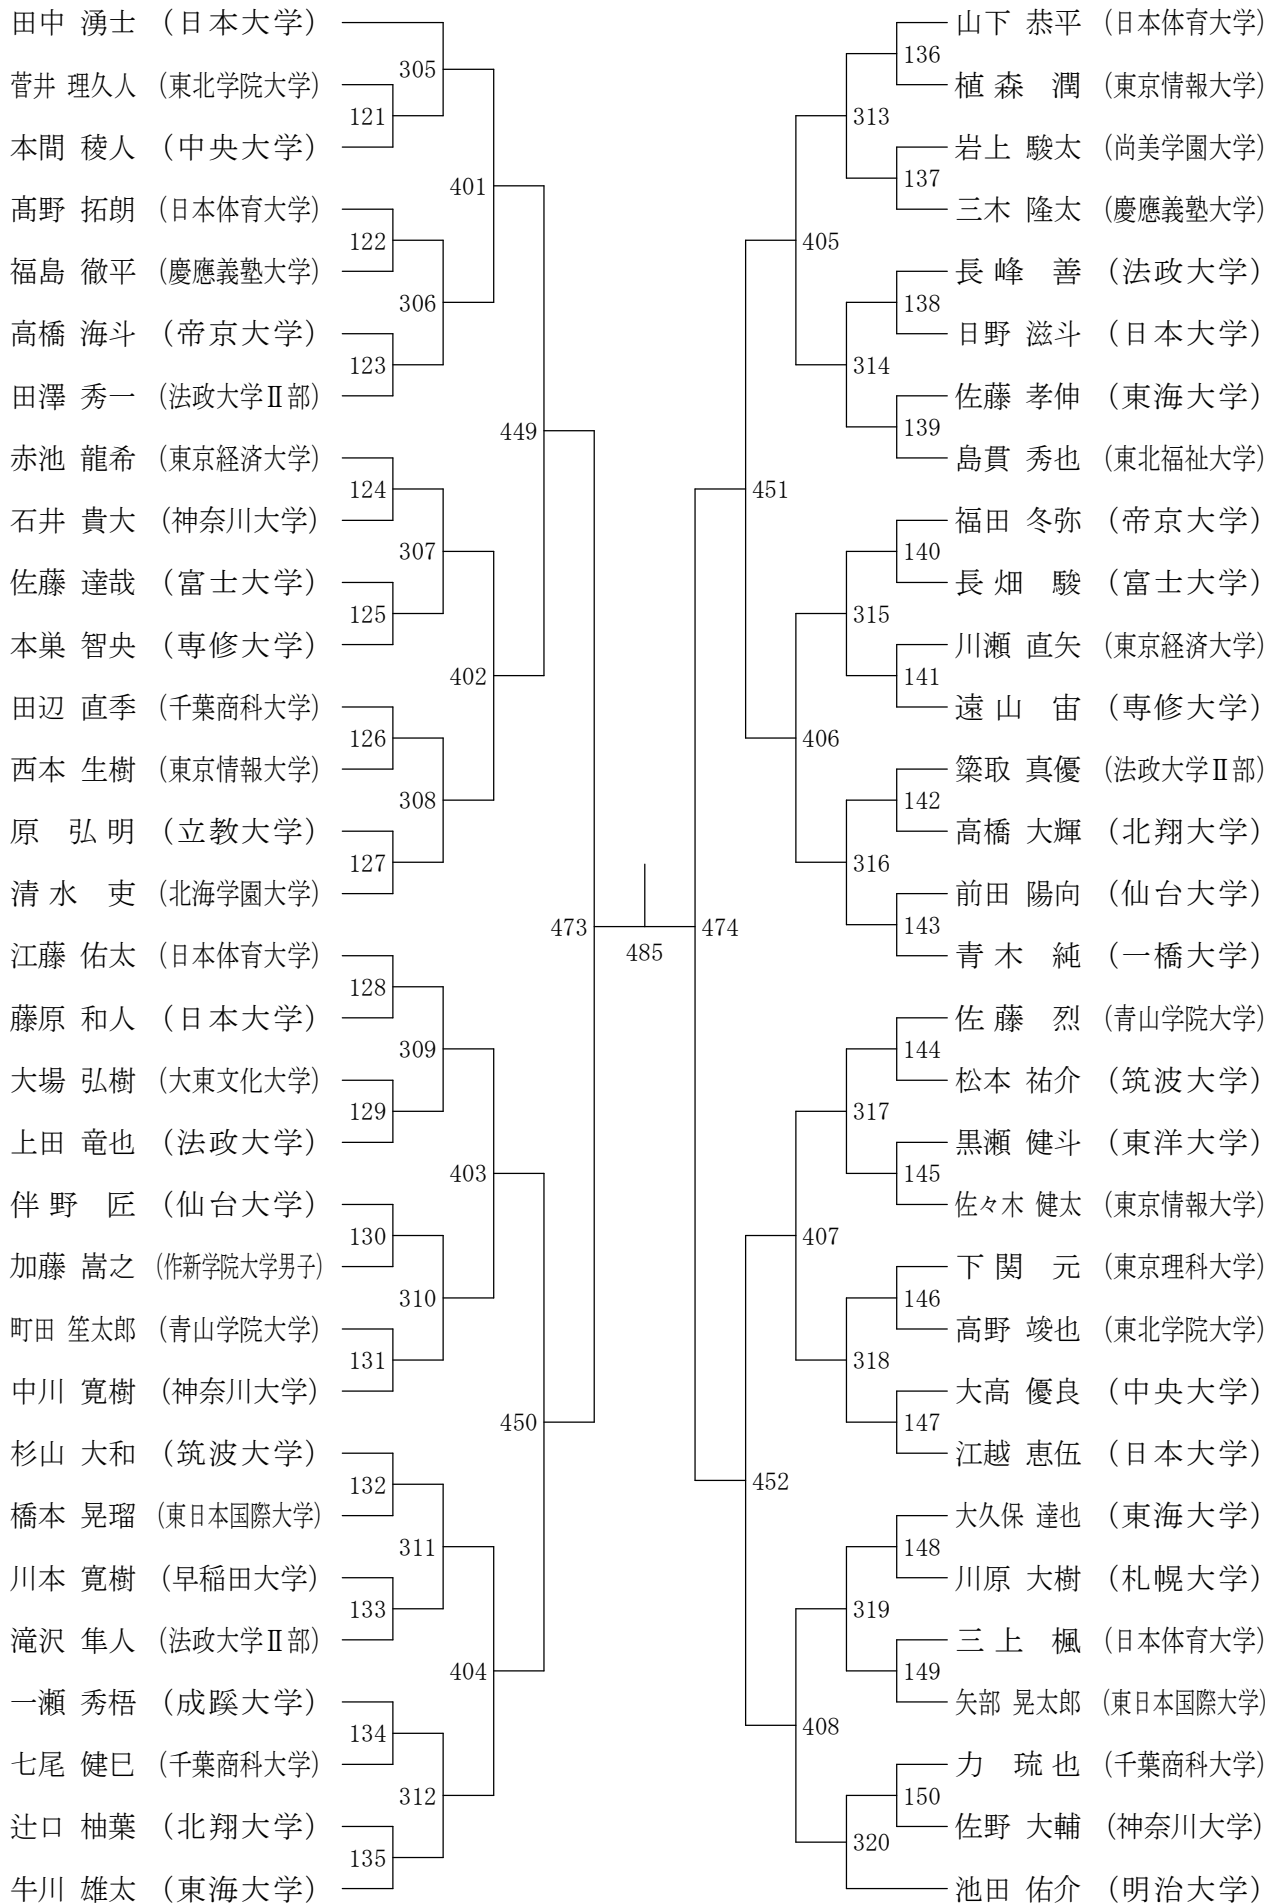 田中 湧士 （日本大学）
菅井 理久人 （東北学院大学）
本間 稜人 （中央大学）
髙野 拓朗 （日本体育大学）
福島 徹平 （慶應義塾大学）
高橋 海斗 （帝京大学）
田澤 秀一 （法政大学Ⅱ部）
赤池 龍希 （東京経済大学）
石井 貴大 （神奈川大学）
佐藤 達哉 （富士大学）
本巣 智央 （専修大学）
田辺 直季 （千葉商科大学）
西本 生樹 （東京情報大学）
原 弘明 （立教大学）
清水 吏 （北海学園大学）
江藤 佑太 （日本体育大学）
藤原 和人 （日本大学）
大場 弘樹 （大東文化大学）
上田 竜也 （法政大学）
伴野 匠 （仙台大学）
加藤 嵩之 （作新学院大学男子）
町田 笙太郎 （青山学院大学）
中川 寛樹 （神奈川大学）
杉山 大和 （筑波大学）
橋本 晃瑠 （東日本国際大学）
川本 寛樹 （早稲田大学）
滝沢 隼人 （法政大学Ⅱ部）
一瀬 秀梧 （成蹊大学）
七尾 健巳 （千葉商科大学）
辻口 柚葉 （北翔大学）
牛川 雄太 （東海大学）
121
122
123
124
125
126
127
128
129
130
131
132
133
134
135
305
306
307
308
309
310
311
312
401
402
403
404
449
450
473
485
474
451
452
405
406
407
408
313
314
315
316
317
318
319
320
136
137
138
139
140
141
142
143
144
145
146
147
148
149
150
山下 恭平 （日本体育大学）
植森 潤 （東京情報大学）
岩上 駿太 （尚美学園大学）
三木 隆太 （慶應義塾大学）
長峰 善 （法政大学）
日野 滋斗 （日本大学）
佐藤 孝伸 （東海大学）
島貫 秀也 （東北福祉大学）
福田 冬弥 （帝京大学）
長畑 駿 （富士大学）
川瀬 直矢 （東京経済大学）
遠山 宙 （専修大学）
簗取 真優 （法政大学Ⅱ部）
高橋 大輝 （北翔大学）
前田 陽向 （仙台大学）
青木 純 （一橋大学）
佐藤 烈 （青山学院大学）
松本 祐介 （筑波大学）
黒瀬 健斗 （東洋大学）
佐々木 健太 （東京情報大学）
下関 元 （東京理科大学）
高野 竣也 （東北学院大学）
大高 優良 （中央大学）
江越 恵伍 （日本大学）
大久保 達也 （東海大学）
川原 大樹 （札幌大学）
三上 楓 （日本体育大学）
矢部 晃太郎 （東日本国際大学）
力 琉也 （千葉商科大学）
佐野 大輔 （神奈川大学）
池田 佑介 （明治大学）